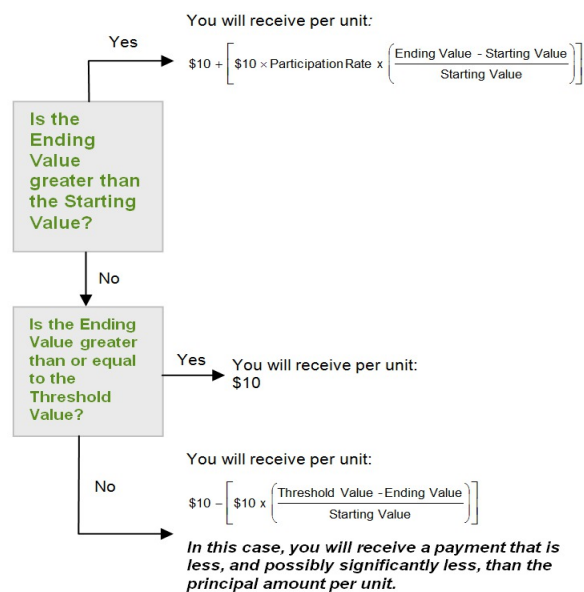 You will receive per unit:
Yes
$10 + [ $10 × Participation Rate x ( Ending Value - Starting Value
Starting Value ) ]
Is the
Ending
Value
greater than
the Starting
Value?
No
Is the Ending
Value greater
than or equal
to the
Threshold
Value?
Yes
You will receive per unit:
$10
You will receive per unit:
No
$10 − [ $10 x ( Threshold Value - Ending Value
Starting Value ) ]
In this case, you will receive a payment that is
less, and possibly significantly less, than the
principal amount per unit.